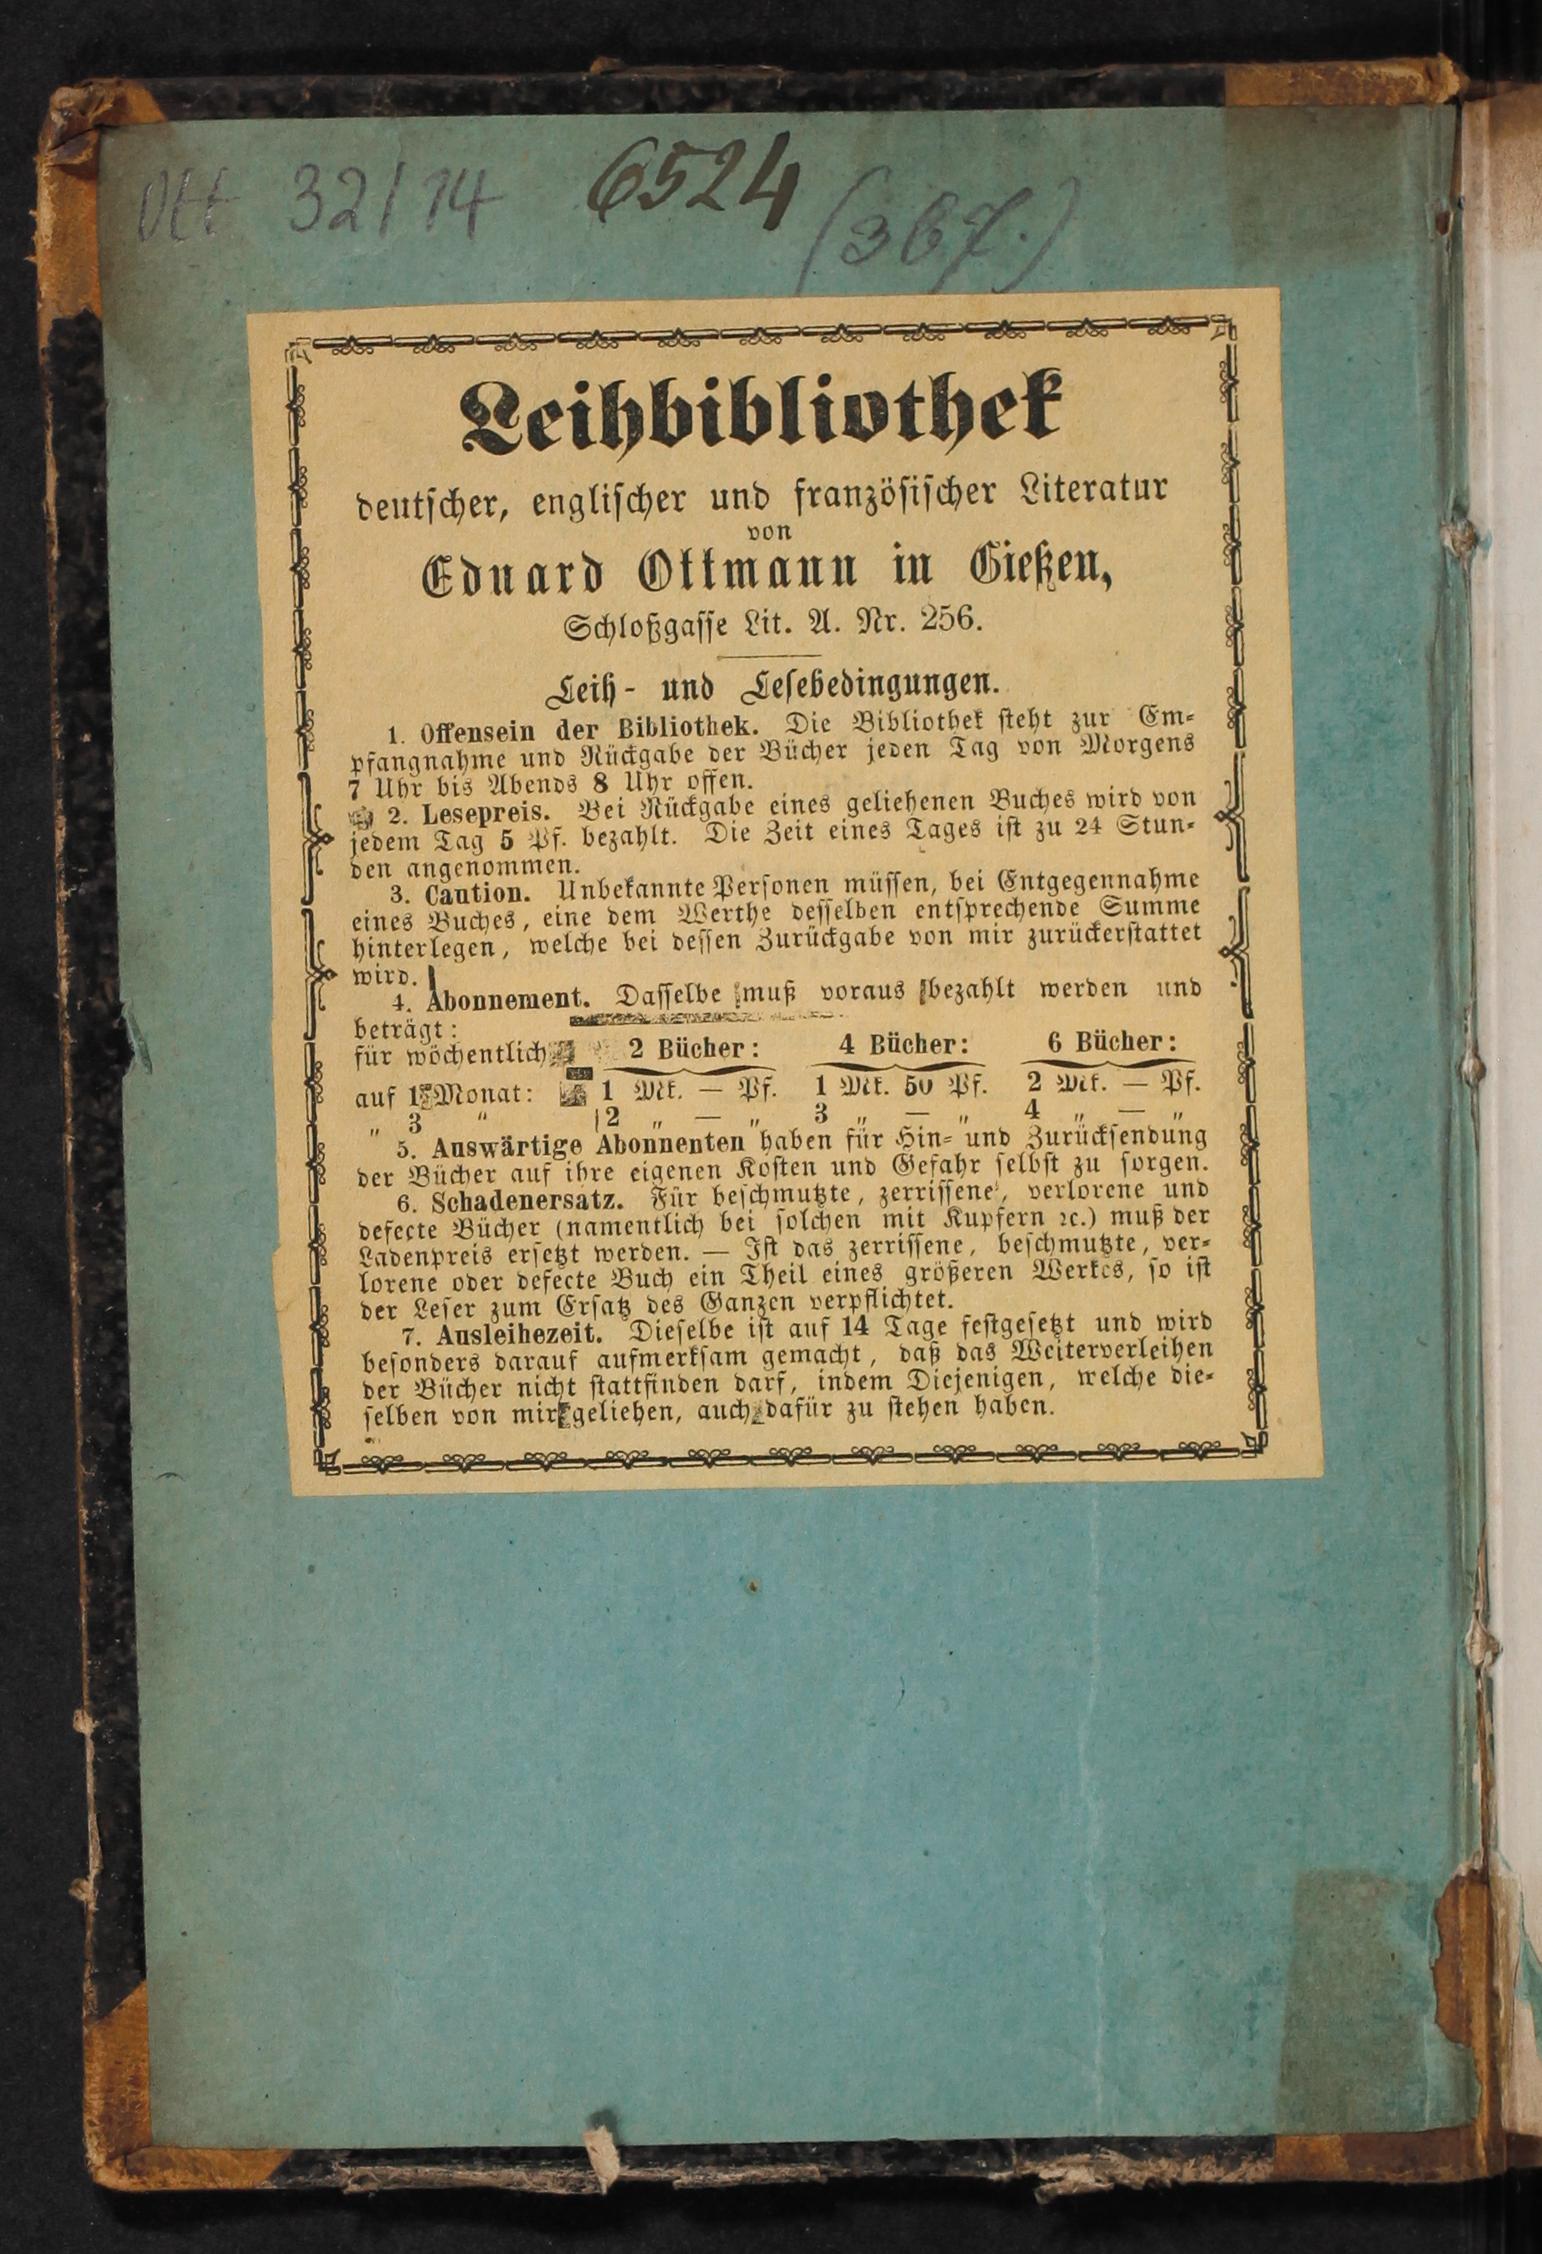 Ott 32/14 6524 (367.)
Leihbibliothek
deutscher, englischer und französischer Literatur
von
Eduard Ottmann in Gießen,
Schloßgasse Lit. A. Nr. 256.
Leih- und Lesebedingungen.
1. Offensein der Bibliothek. Die Bibliothek steht zur Em-
pfangnahme und Rückgabe der Bücher jeden Tag von Morgens
7 Uhr bis Abends 8 Uhr offen.
2. Lesepreis. Bei Rückgabe eines geliehenen Buches wird von
jedem Tag 5 Pf. bezahlt. Die Zeit eines Tages ist zu 24 Stun-
den angenommen.
3. Caution. Unbekannte Personen müssen, bei Entgegennahme
eines Buches, eine dem Werthe desselben entsprechende Summe
hinterlegen, welche bei dessen Zurückgabe von mir zurückerstattet
wird.
4. Abonnement. Dasselbe muß voraus bezahlt werden und
beträgt:
für wöchentlich 2 Bücher: 4 Bücher: 6 Bücher:
auf 1 Monat: 1 Mk. — Pf. 1 Mk. 50 Pf. 2 Mk. — Pf.
„ 3 „ 2 „ — „ 3 „ — „ 4 „ — „
5. Auswärtige Abonnenten haben für Hin- und Zurücksendung
der Bücher auf ihre eigenen Kosten und Gefahr selbst zu sorgen.
6. Schadenersatz. Für beschmutzte, zerrissene, verlorene und
defecte Bücher (namentlich bei solchen mit Kupfern ꝛc.) muß der
Ladenpreis ersetzt werden. — Ist das zerrissene, beschmutzte, ver-
lorene oder defecte Buch ein Theil eines größeren Werkes, so ist
der Leser zum Ersatz des Ganzen verpflichtet.
7. Ausleihezeit. Dieselbe ist auf 14 Tage festgesetzt und wird
besonders darauf aufmerksam gemacht, daß das Weiterverleihen
der Bücher nicht stattfinden darf, indem Diejenigen, welche die-
selben von mir geliehen, auch dafür zu stehen haben.